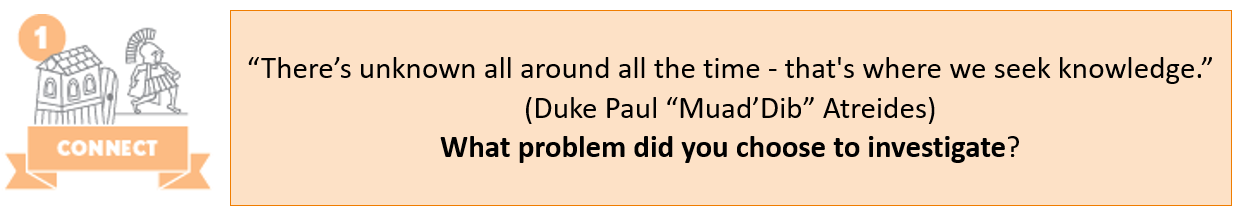 1
CONNECT
“There’s unknown all around all the time - that's where we seek knowledge.”
(Duke Paul “Muad’Dib” Atreides)
What problem did you choose to investigate?